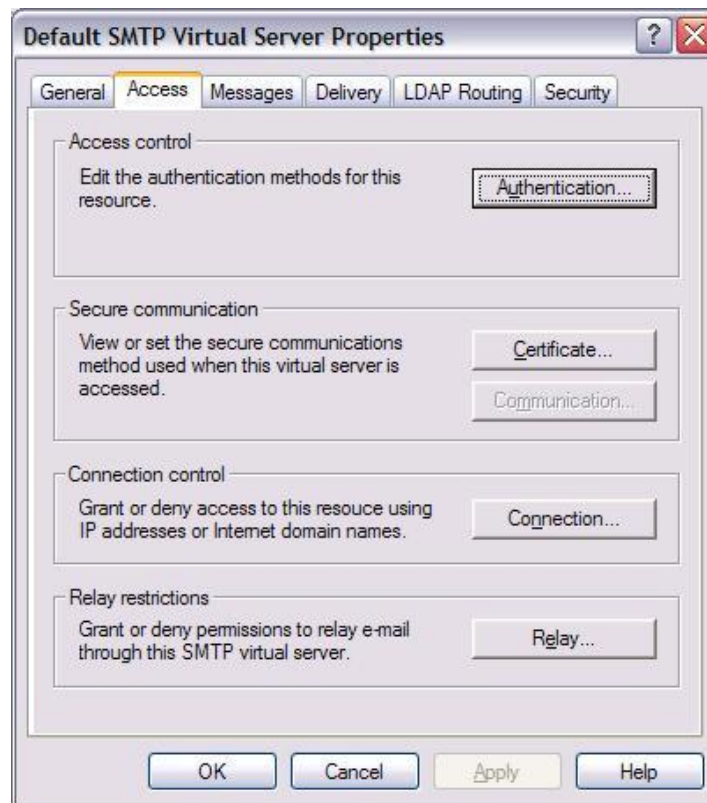 Default SMTP Virtual Server Properties
?
General Access Messages Delivery LDAP Routing Security
Access control
Edit the authentication methods for this
resource.
Authentication...
Secure communication
View or set the secure communications
method used when this virtual server is
accessed.
Certificate...
Communication...
Connection control
Grant or deny access to this resouce using
IP addresses or Internet domain names.
Connection...
Relay restrictions
Grant or deny permissions to relay e-mail
through this SMTP virtual server.
Relay...
OK Cancel Apply Help